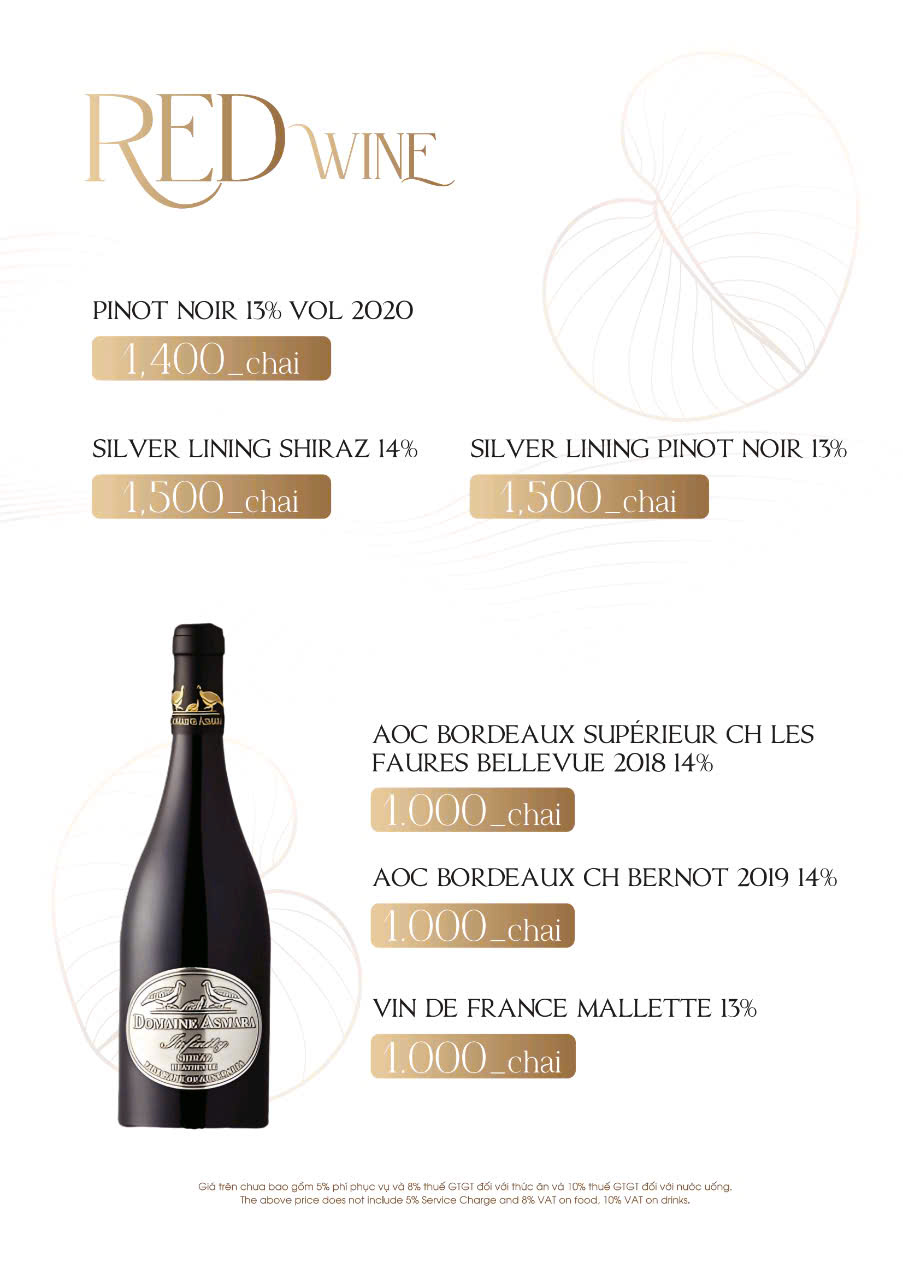 RED WINE
PINOT NOIR 13% VOL 2020
1,400_chai
SILVER LINING SHIRAZ 14%
1,500_chai
SILVER LINING PINOT NOIR 13%
1,500_chai
AOC BORDEAUX SUPÉRIEUR CH LES
FAURES BELLEVUE 2018 14%
1.000_chai
AOC BORDEAUX CH BERNOT 2019 14%
1.000_chai
VIN DE FRANCE MALLETTE 13%
1.000_chai
DOMAINE ASMARA
Infinity
SHIRAZ
HEATHCOTE
Giá trên chưa bao gồm 5% phí phục vụ và 8% thuế GTGT đối với thức ăn và 10% thuế GTGT đối với nước uống.
The above price does not include 5% Service Charge and 8% VAT on food, 10% VAT on drinks.